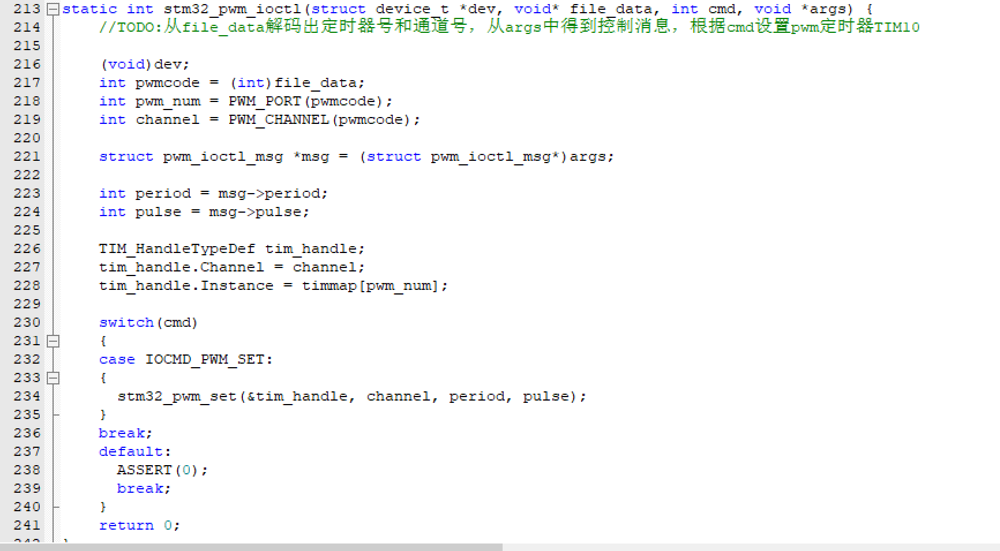 213 static int stm32_pwm_ioctl(struct device_t *dev, void* file_data, int cmd, void *args) {
214 //TODO:从file_data解码出定时器号和通道号，从args中得到控制消息，根据cmd设置pwm定时器TIM10
215
216 (void)dev;
217 int pwmcode = (int)file_data;
218 int pwm_num = PWM_PORT(pwmcode);
219 int channel = PWM_CHANNEL(pwmcode);
220
221 struct pwm_ioctl_msg *msg = (struct pwm_ioctl_msg*)args;
222
223 int period = msg->period;
224 int pulse = msg->pulse;
225
226 TIM_HandleTypeDef tim_handle;
227 tim_handle.Channel = channel;
228 tim_handle.Instance = timmap[pwm_num];
229
230 switch(cmd)
231 {
232 case IOCMD_PWM_SET:
233 {
234 stm32_pwm_set(&tim_handle, channel, period, pulse);
235 }
236 break;
237 default:
238 ASSERT(0);
239 break;
240 }
241 return 0;